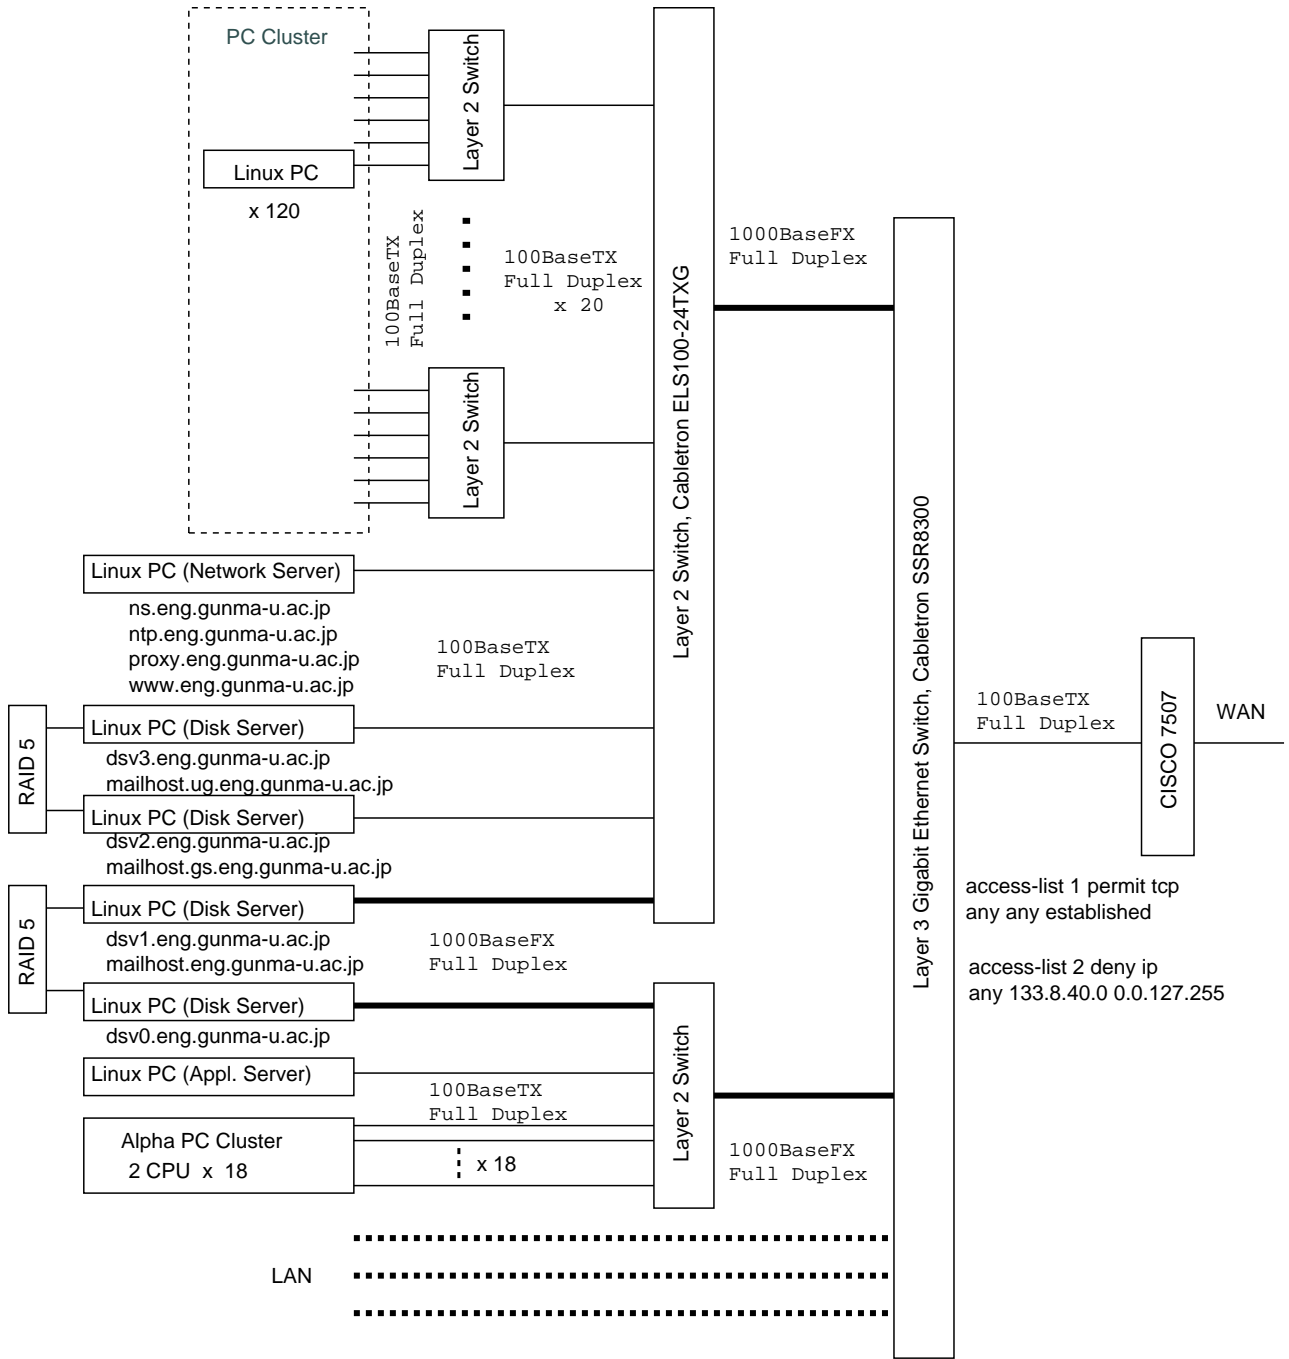 PC Cluster
Layer 2 Switch
Linux PC
x 120
100BaseTX
Full Duplex
100BaseTX
Full Duplex
x 20
Layer 2 Switch
Layer 2 Switch, Cabletron ELS100-24TXG
1000BaseFX
Full Duplex
Linux PC (Network Server)
ns.eng.gunma-u.ac.jp
ntp.eng.gunma-u.ac.jp
proxy.eng.gunma-u.ac.jp
www.eng.gunma-u.ac.jp
100BaseTX
Full Duplex
RAID 5
Linux PC (Disk Server)
dsv3.eng.gunma-u.ac.jp
mailhost.ug.eng.gunma-u.ac.jp
Linux PC (Disk Server)
dsv2.eng.gunma-u.ac.jp
mailhost.gs.eng.gunma-u.ac.jp
RAID 5
Linux PC (Disk Server)
dsv1.eng.gunma-u.ac.jp
mailhost.eng.gunma-u.ac.jp
1000BaseFX
Full Duplex
Linux PC (Disk Server)
dsv0.eng.gunma-u.ac.jp
Linux PC (Appl. Server)
100BaseTX
Full Duplex
Alpha PC Cluster
2 CPU x 18
x 18
Layer 2 Switch
1000BaseFX
Full Duplex
LAN
Layer 3 Gigabit Ethernet Switch, Cabletron SSR8300
100BaseTX
Full Duplex
CISCO 7507
WAN
access-list 1 permit tcp
any any established
access-list 2 deny ip
any 133.8.40.0 0.0.127.255